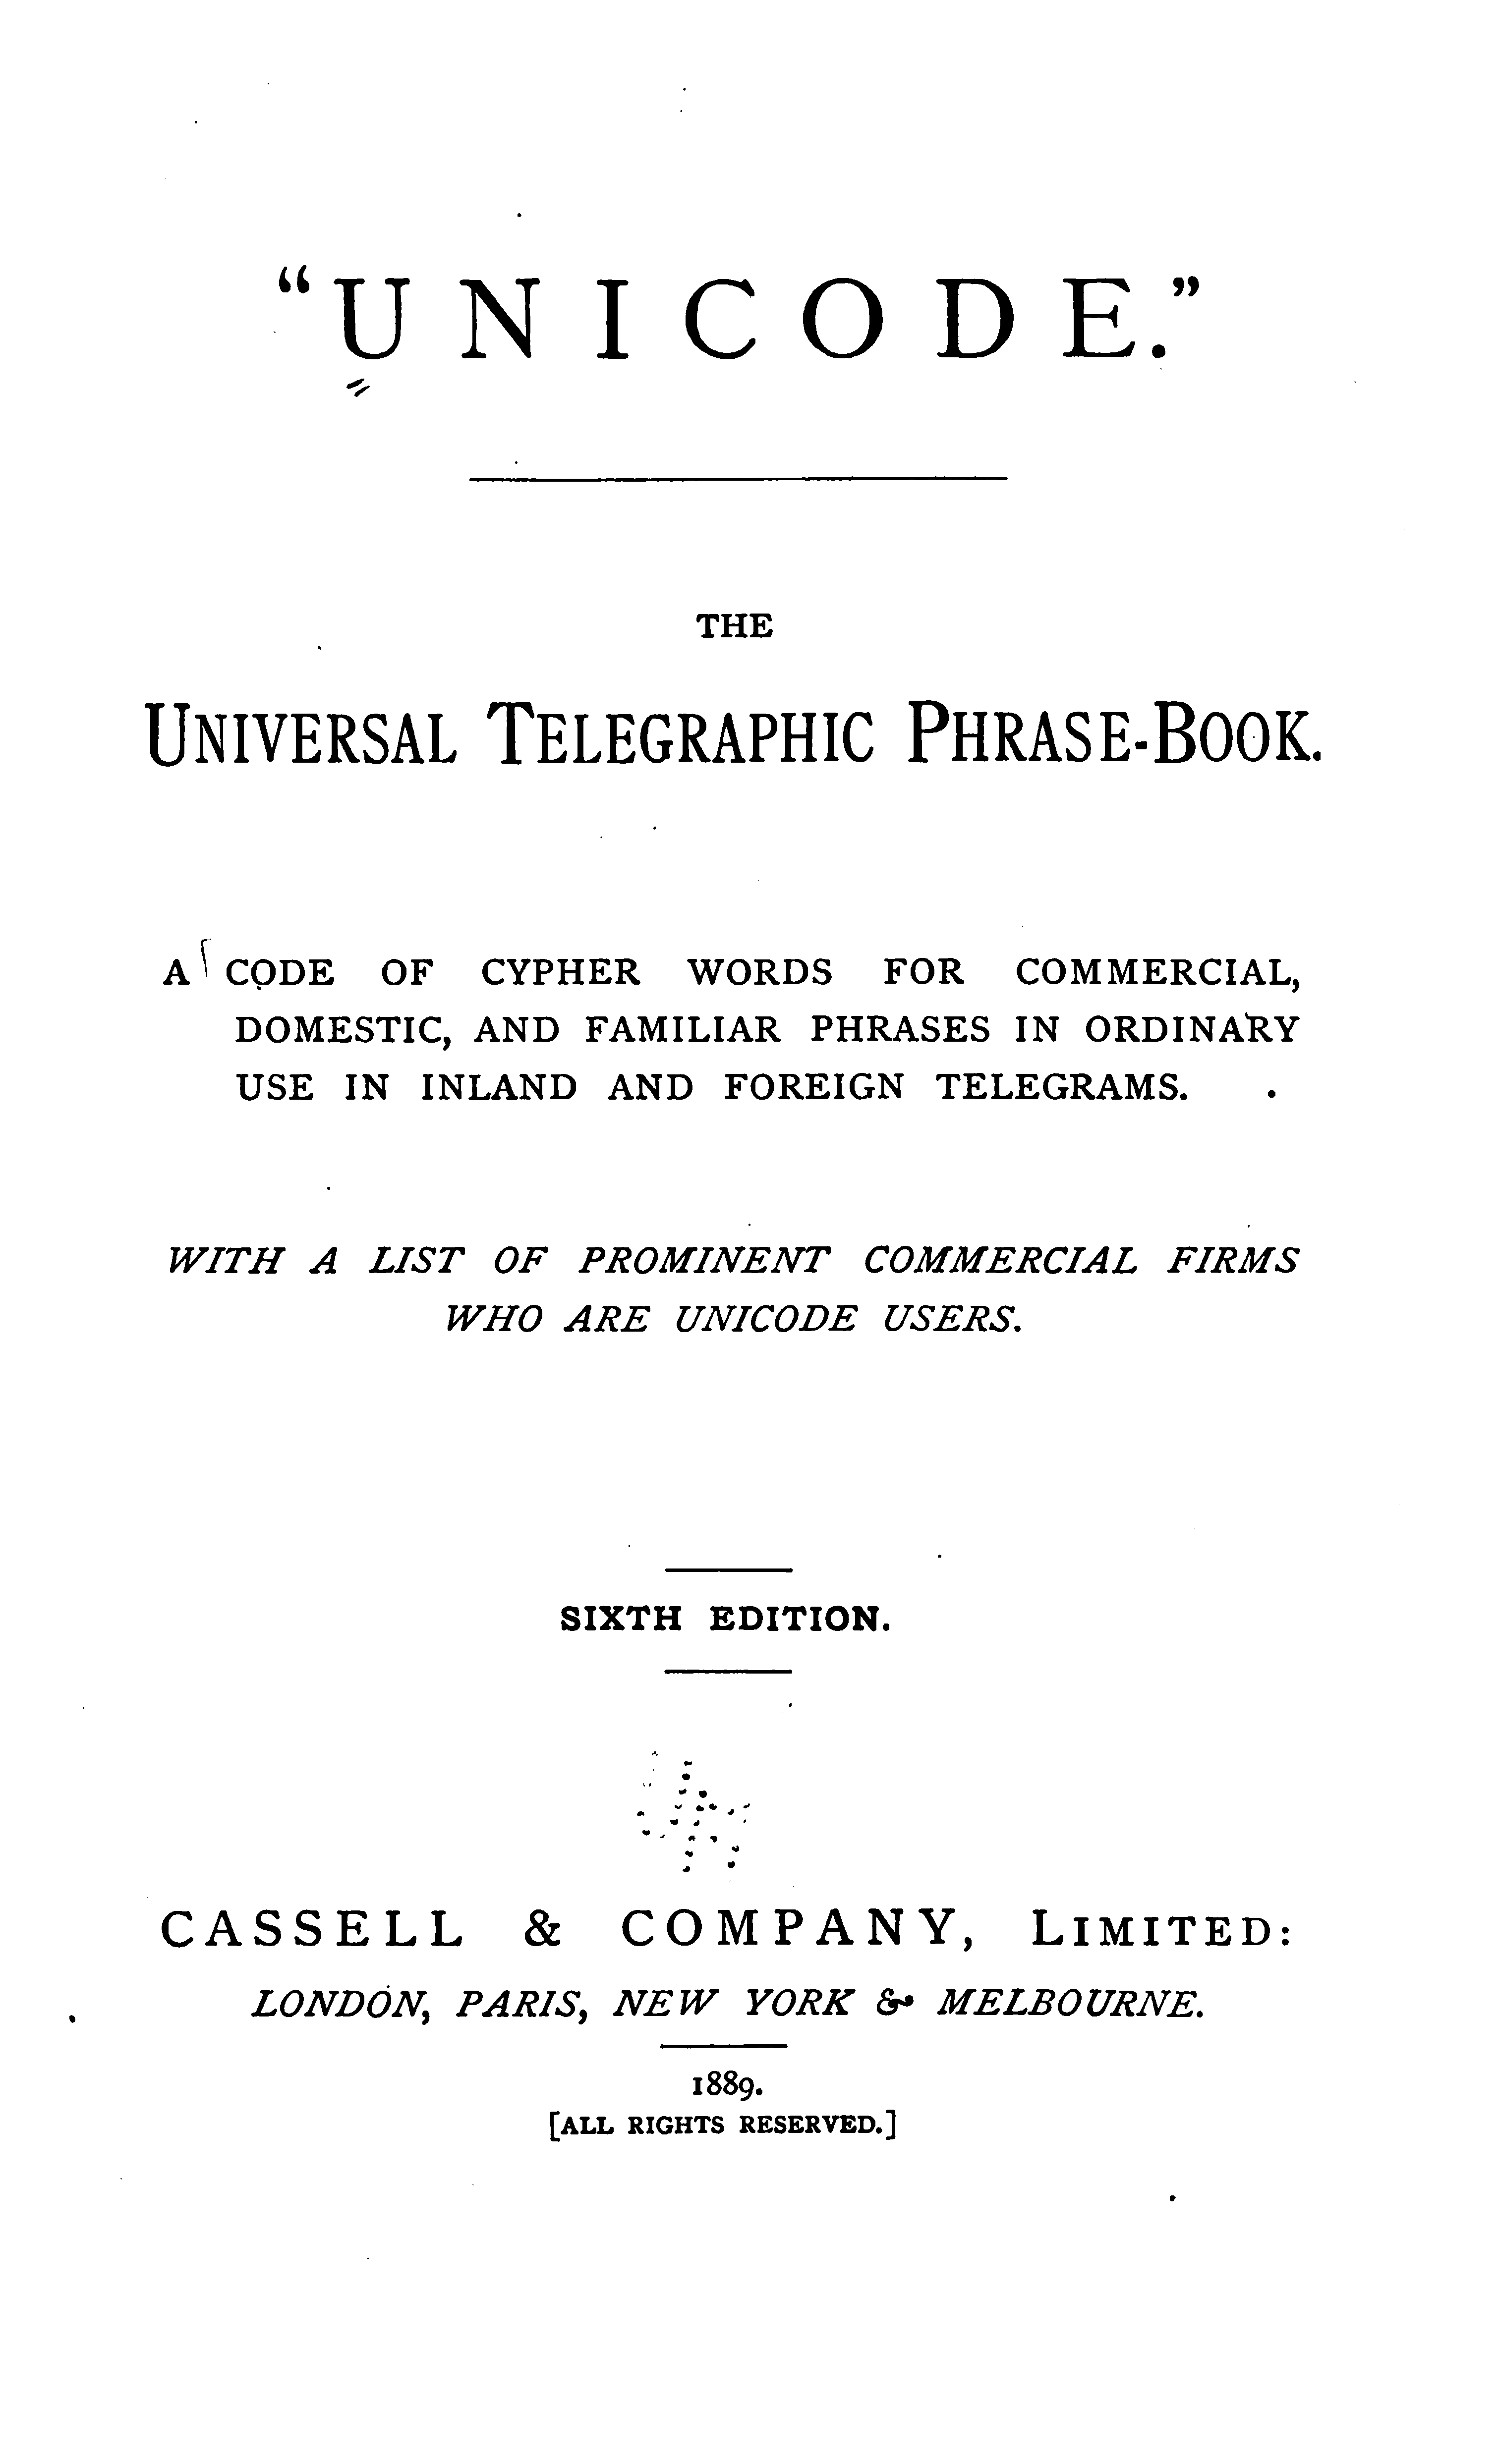 “UNICODE.”
THE
UNIVERSAL TELEGRAPHIC PHRASE-BOOK.
A CODE OF CYPHER WORDS FOR COMMERCIAL,
DOMESTIC, AND FAMILIAR PHRASES IN ORDINARY
USE IN INLAND AND FOREIGN TELEGRAMS.
WITH A LIST OF PROMINENT COMMERCIAL FIRMS
WHO ARE UNICODE USERS.
SIXTH EDITION.
CASSELL & COMPANY, LIMITED:
LONDON, PARIS, NEW YORK & MELBOURNE.
1889.
[ALL RIGHTS RESERVED.]